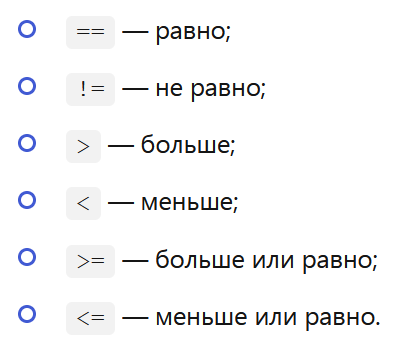 == — равно;
!= — не равно;
> — больше;
< — меньше;
>= — больше или равно;
<= — меньше или равно.